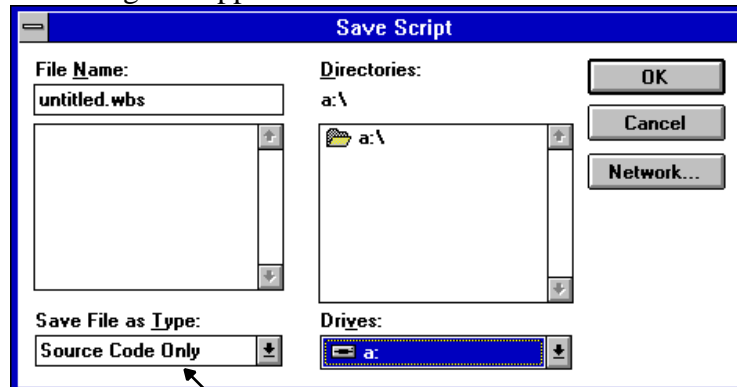 Save Script
File Name:
untitled.wbs
Directories:
a:\
a:\
OK
Cancel
Network...
Save File as Type:
Source Code Only
Drives:
a: